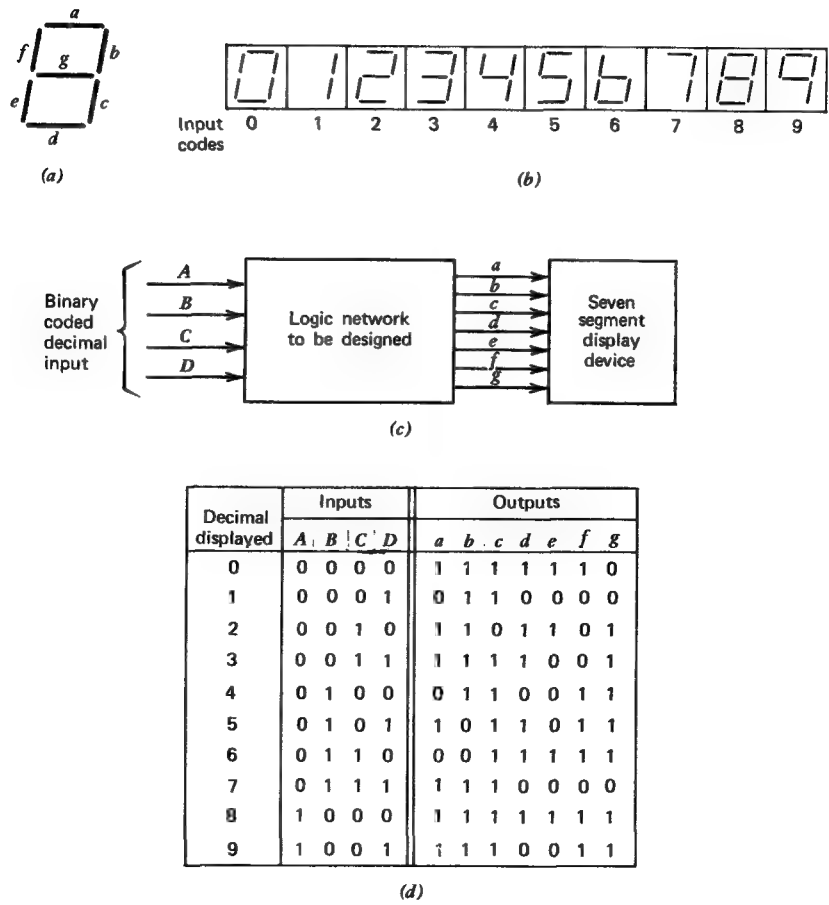 a
f g b
e c
d
(a)
Input codes 0 1 2 3 4 5 6 7 8 9
(b)
Binary coded decimal input
A
B
C
D
Logic network to be designed
a
b
c
d
e
f
g
Seven segment display device
(c)
Decimal displayed Inputs Outputs
A B C D a b c d e f g
0 0 0 0 0 1 1 1 1 1 1 0
1 0 0 0 1 0 1 1 0 0 0 0
2 0 0 1 0 1 1 0 1 1 0 1
3 0 0 1 1 1 1 1 1 0 0 1
4 0 1 0 0 0 1 1 0 0 1 1
5 0 1 0 1 1 0 1 1 0 1 1
6 0 1 1 0 0 0 1 1 1 1 1
7 0 1 1 1 1 1 1 0 0 0 0
8 1 0 0 0 1 1 1 1 1 1 1
9 1 0 0 1 1 1 1 0 0 1 1
(d)